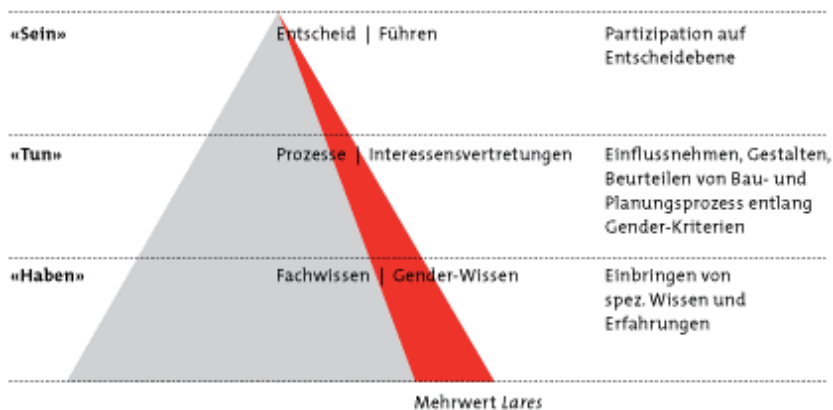 «Sein» Entscheid | Führen Partizipation auf
Entscheidebene
«Tun» Prozesse | Interessensvertretungen Einflussnehmen, Gestalten,
Beurteilen von Bau- und
Planungsprozess entlang
Gender-Kriterien
«Haben» Fachwissen | Gender-Wissen Einbringen von
spez. Wissen und
Erfahrungen
Mehrwert Lares